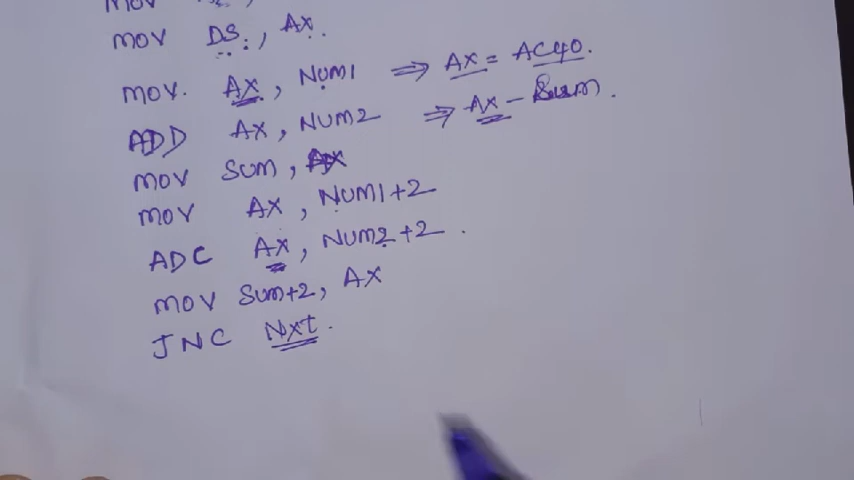 MOV
MOV DS, AX.
MOV. AX, NUM1 ⇒ AX = AC40.
ADD AX, NUM2 ⇒ AX - Sum.
MOV SUM, AX
MOV AX, NUM1+2
ADC AX, NUM2+2.
MOV Sum+2, AX
JNC Nxt.